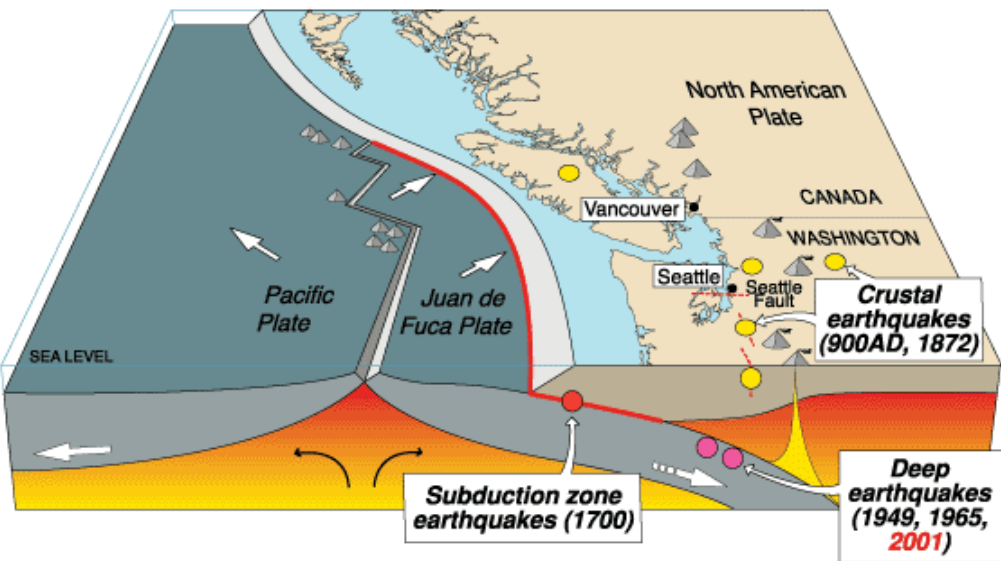 North American
Plate
CANADA
Vancouver
WASHINGTON
Seattle
Seattle
Fault
Crustal
earthquakes
(900AD, 1872)
Pacific
Plate
Juan de
Fuca Plate
SEA LEVEL
Subduction zone
earthquakes (1700)
Deep
earthquakes
(1949, 1965,
2001)